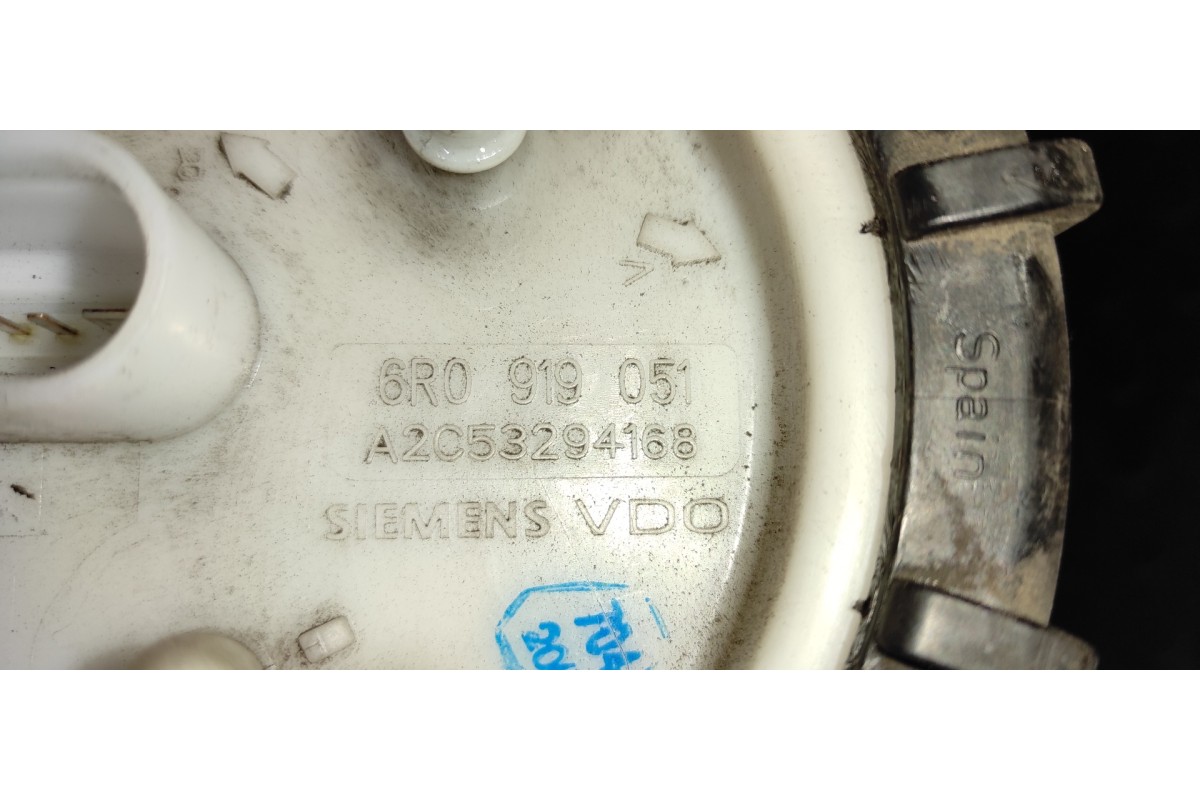 6R0 919 051
A2C53294168
SIEMENS VDO
Spain